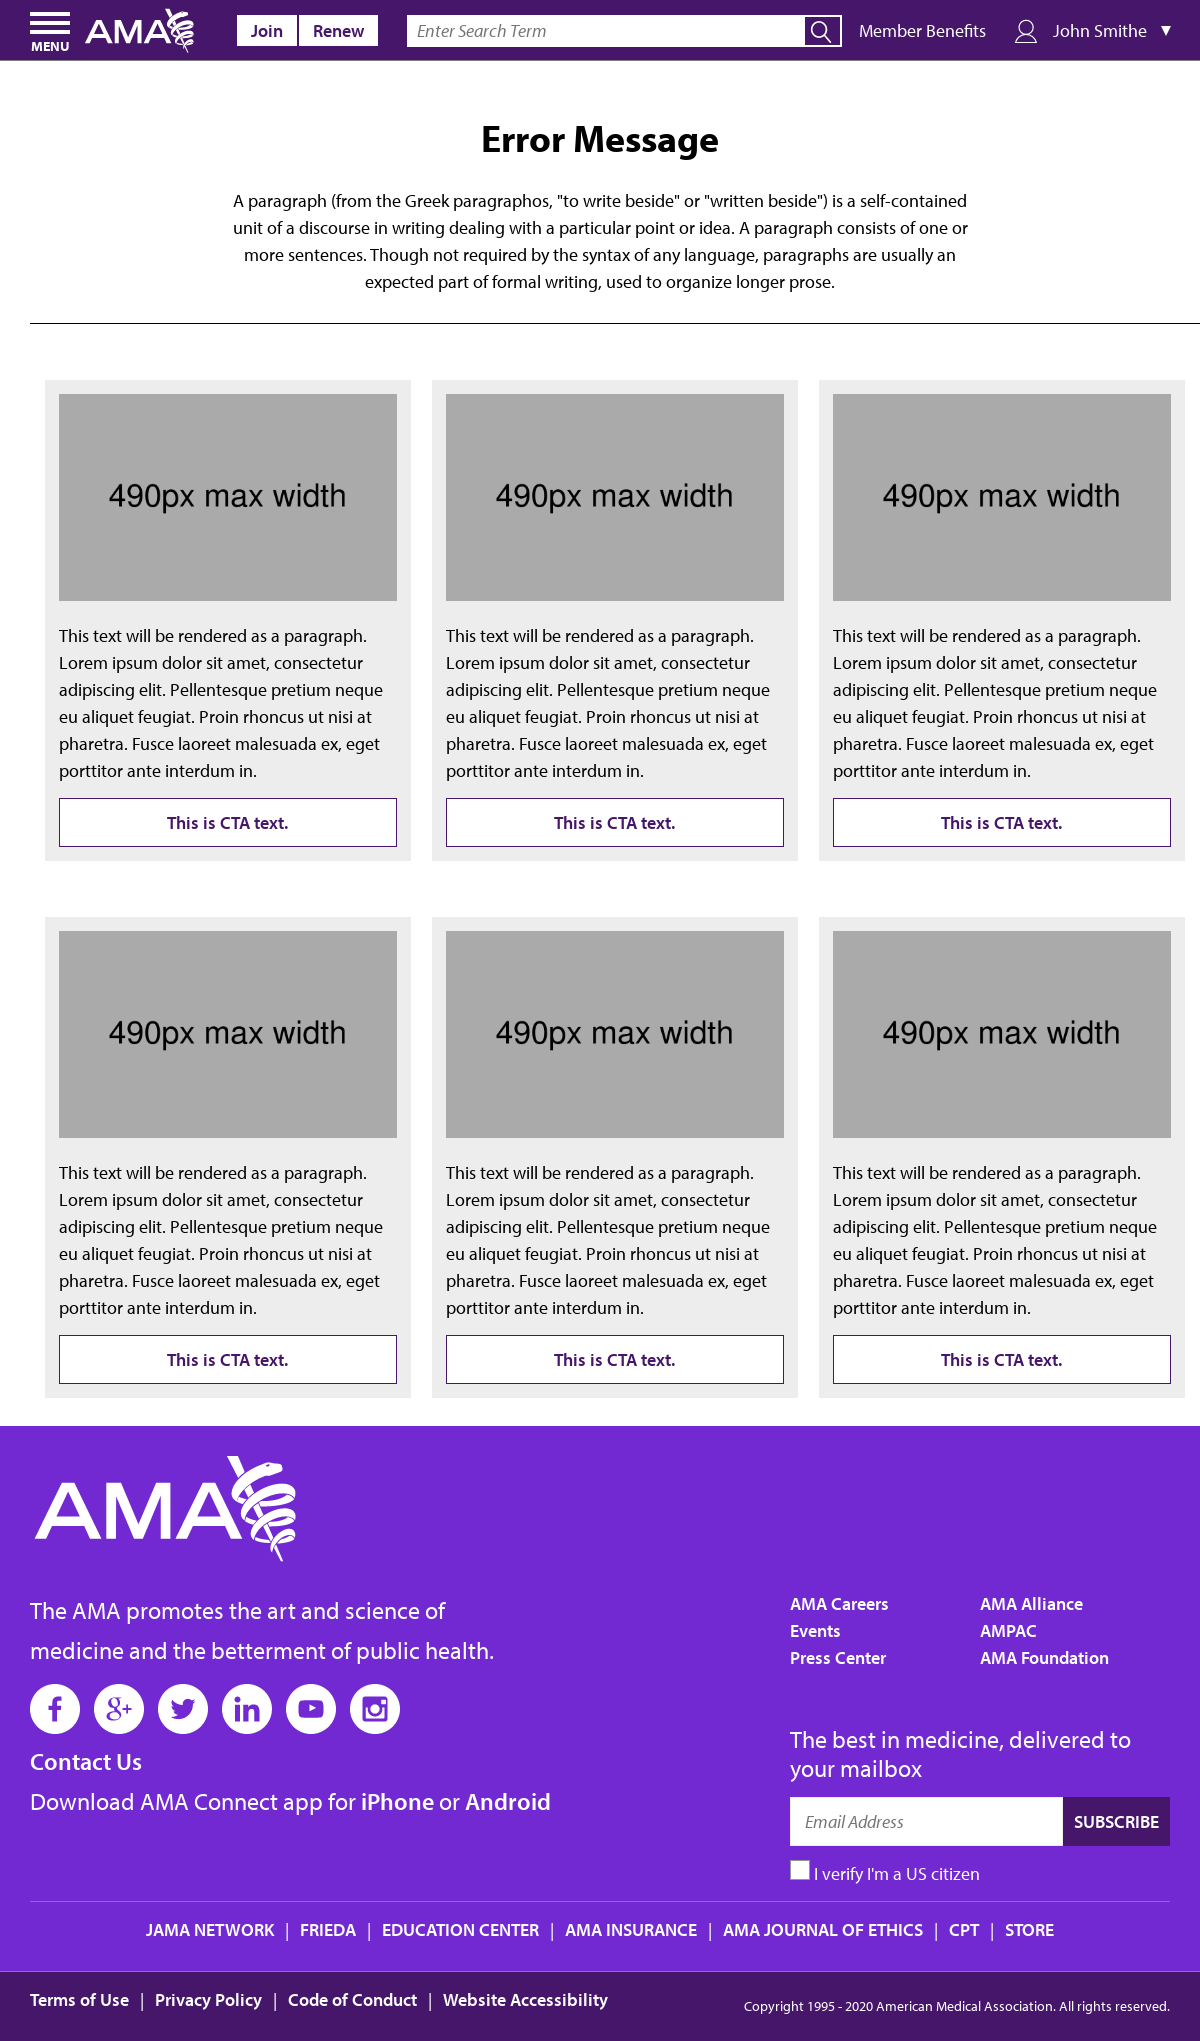 MENU
AMA
Join
Renew
Enter Search Term
Member Benefits
John Smithe
Error Message
A paragraph (from the Greek paragraphos, "to write beside" or "written beside") is a self-contained
unit of a discourse in writing dealing with a particular point or idea. A paragraph consists of one or
more sentences. Though not required by the syntax of any language, paragraphs are usually an
expected part of formal writing, used to organize longer prose.
490px max width
This text will be rendered as a paragraph.
Lorem ipsum dolor sit amet, consectetur
adipiscing elit. Pellentesque pretium neque
eu aliquet feugiat. Proin rhoncus ut nisi at
pharetra. Fusce laoreet malesuada ex, eget
porttitor ante interdum in.
This is CTA text.
490px max width
This text will be rendered as a paragraph.
Lorem ipsum dolor sit amet, consectetur
adipiscing elit. Pellentesque pretium neque
eu aliquet feugiat. Proin rhoncus ut nisi at
pharetra. Fusce laoreet malesuada ex, eget
porttitor ante interdum in.
This is CTA text.
490px max width
This text will be rendered as a paragraph.
Lorem ipsum dolor sit amet, consectetur
adipiscing elit. Pellentesque pretium neque
eu aliquet feugiat. Proin rhoncus ut nisi at
pharetra. Fusce laoreet malesuada ex, eget
porttitor ante interdum in.
This is CTA text.
490px max width
This text will be rendered as a paragraph.
Lorem ipsum dolor sit amet, consectetur
adipiscing elit. Pellentesque pretium neque
eu aliquet feugiat. Proin rhoncus ut nisi at
pharetra. Fusce laoreet malesuada ex, eget
porttitor ante interdum in.
This is CTA text.
490px max width
This text will be rendered as a paragraph.
Lorem ipsum dolor sit amet, consectetur
adipiscing elit. Pellentesque pretium neque
eu aliquet feugiat. Proin rhoncus ut nisi at
pharetra. Fusce laoreet malesuada ex, eget
porttitor ante interdum in.
This is CTA text.
490px max width
This text will be rendered as a paragraph.
Lorem ipsum dolor sit amet, consectetur
adipiscing elit. Pellentesque pretium neque
eu aliquet feugiat. Proin rhoncus ut nisi at
pharetra. Fusce laoreet malesuada ex, eget
porttitor ante interdum in.
This is CTA text.
AMA
The AMA promotes the art and science of
medicine and the betterment of public health.
Contact Us
Download AMA Connect app for iPhone or Android
AMA Careers
Events
Press Center
AMA Alliance
AMPAC
AMA Foundation
The best in medicine, delivered to
your mailbox
Email Address
SUBSCRIBE
I verify I'm a US citizen
JAMA NETWORK | FRIEDA | EDUCATION CENTER | AMA INSURANCE | AMA JOURNAL OF ETHICS | CPT | STORE
Terms of Use | Privacy Policy | Code of Conduct | Website Accessibility
Copyright 1995 - 2020 American Medical Association. All rights reserved.